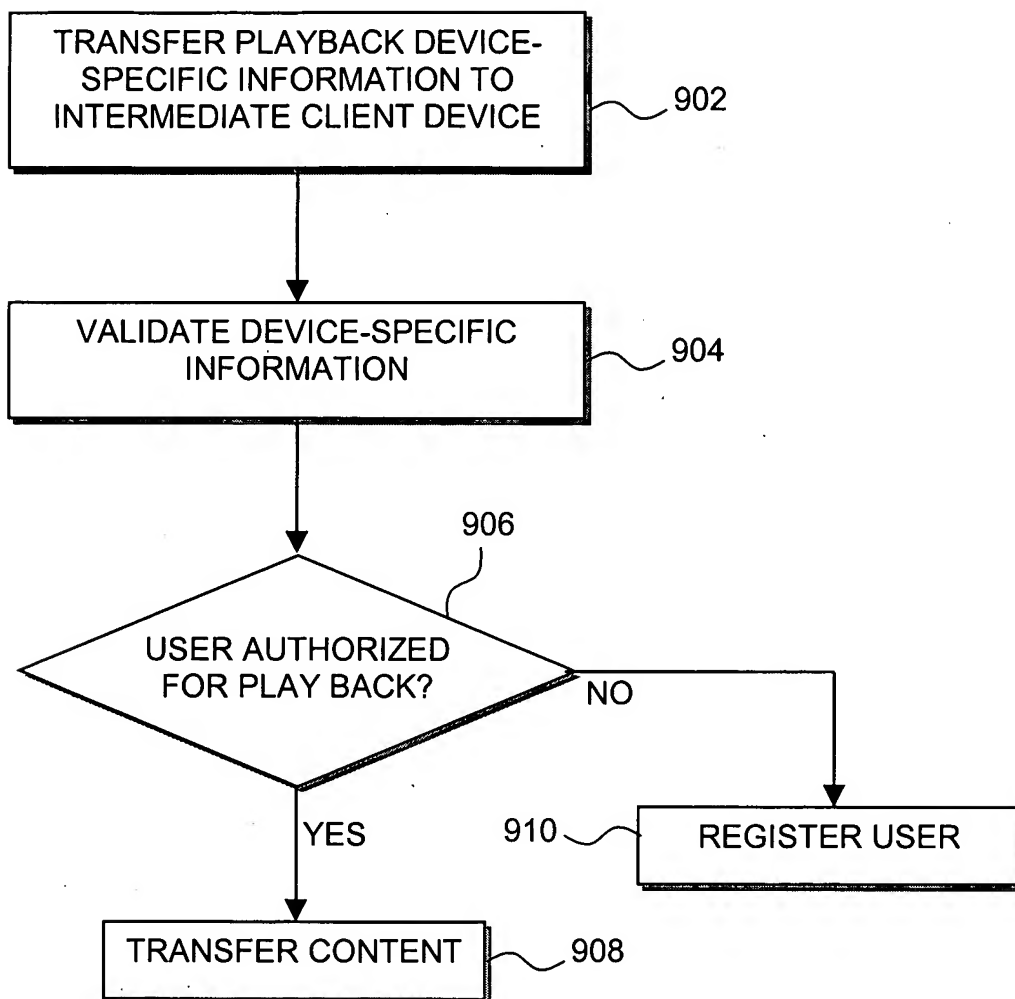 TRANSFER PLAYBACK DEVICE-
SPECIFIC INFORMATION TO
INTERMEDIATE CLIENT DEVICE
902
VALIDATE DEVICE-SPECIFIC
INFORMATION
904
906
USER AUTHORIZED
FOR PLAY BACK?
NO
YES
910
REGISTER USER
TRANSFER CONTENT
908